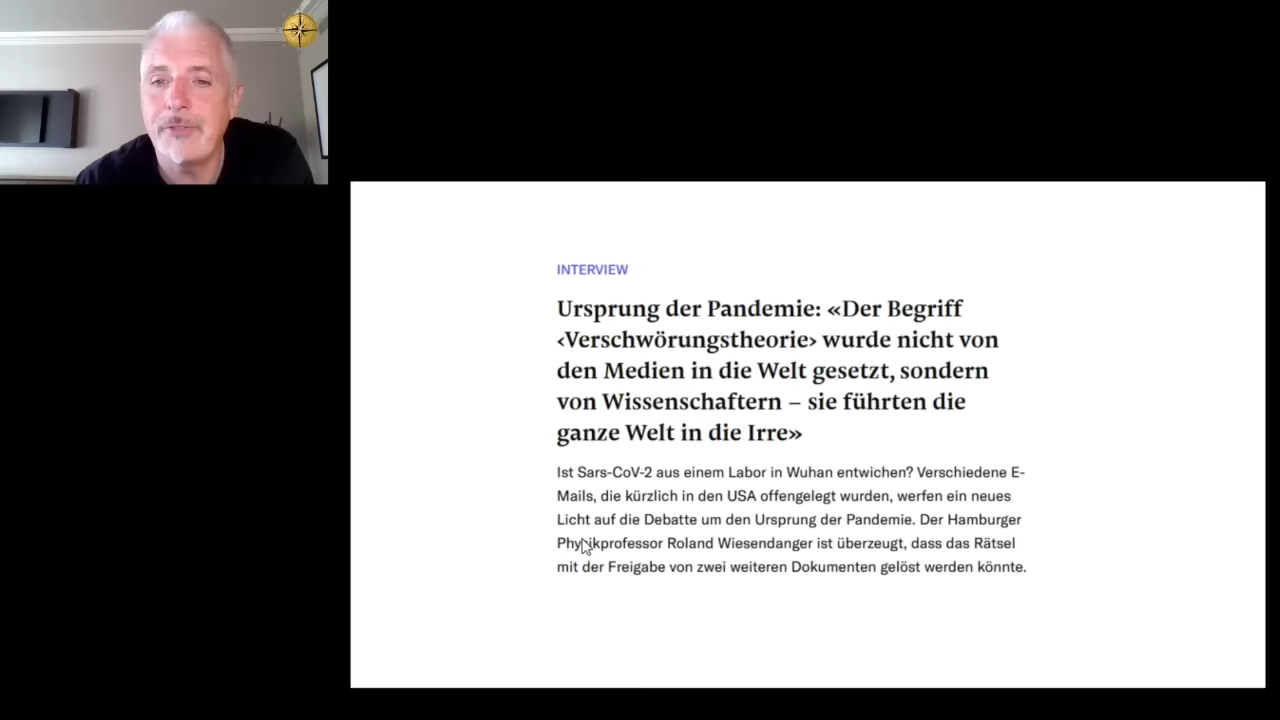 INTERVIEW
Ursprung der Pandemie: «Der Begriff
‹Verschwörungstheorie› wurde nicht von
den Medien in die Welt gesetzt, sondern
von Wissenschaftern – sie führten die
ganze Welt in die Irre»
Ist Sars-CoV-2 aus einem Labor in Wuhan entwichen? Verschiedene E-
Mails, die kürzlich in den USA offengelegt wurden, werfen ein neues
Licht auf die Debatte um den Ursprung der Pandemie. Der Hamburger
Physikprofessor Roland Wiesendanger ist überzeugt, dass das Rätsel
mit der Freigabe von zwei weiteren Dokumenten gelöst werden könnte.